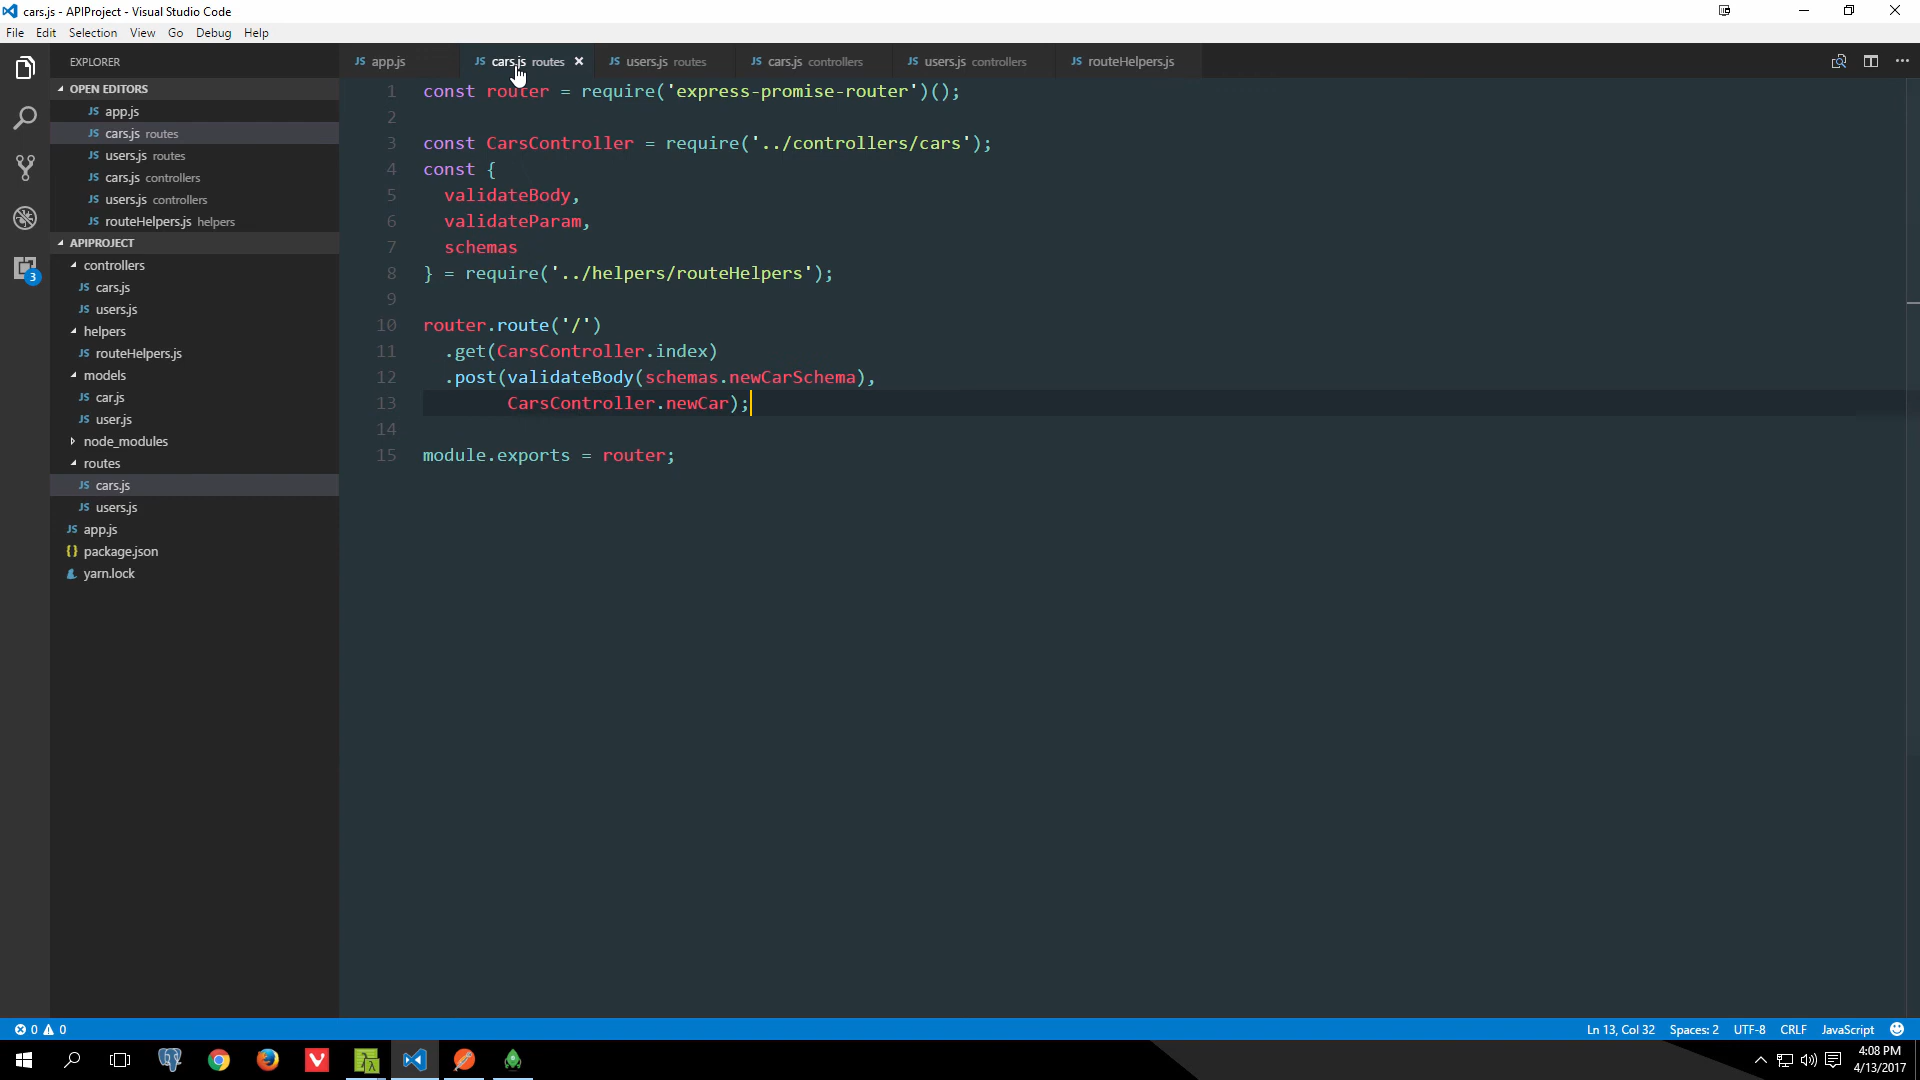 cars.js - APIProject - Visual Studio Code
File Edit Selection View Go Debug Help
EXPLORER
OPEN EDITORS
JS app.js
JS cars.js routes
JS users.js routes
JS cars.js controllers
JS users.js controllers
JS routeHelpers.js helpers
APIPROJECT
controllers
JS cars.js
JS users.js
helpers
JS routeHelpers.js
models
JS car.js
JS user.js
node_modules
routes
JS cars.js
JS users.js
JS app.js
{} package.json
yarn.lock
3
JS app.js JS cars.js routes × JS users.js routes JS cars.js controllers JS users.js controllers JS routeHelpers.js
1 const router = require('express-promise-router')();
2
3 const CarsController = require('../controllers/cars');
4 const {
5 validateBody,
6 validateParam,
7 schemas
8 } = require('../helpers/routeHelpers');
9
10 router.route('/')
11 .get(CarsController.index)
12 .post(validateBody(schemas.newCarSchema),
13 CarsController.newCar);
14
15 module.exports = router;
0 0 Ln 13, Col 32 Spaces: 2 UTF-8 CRLF JavaScript
4:08 PM
4/13/2017